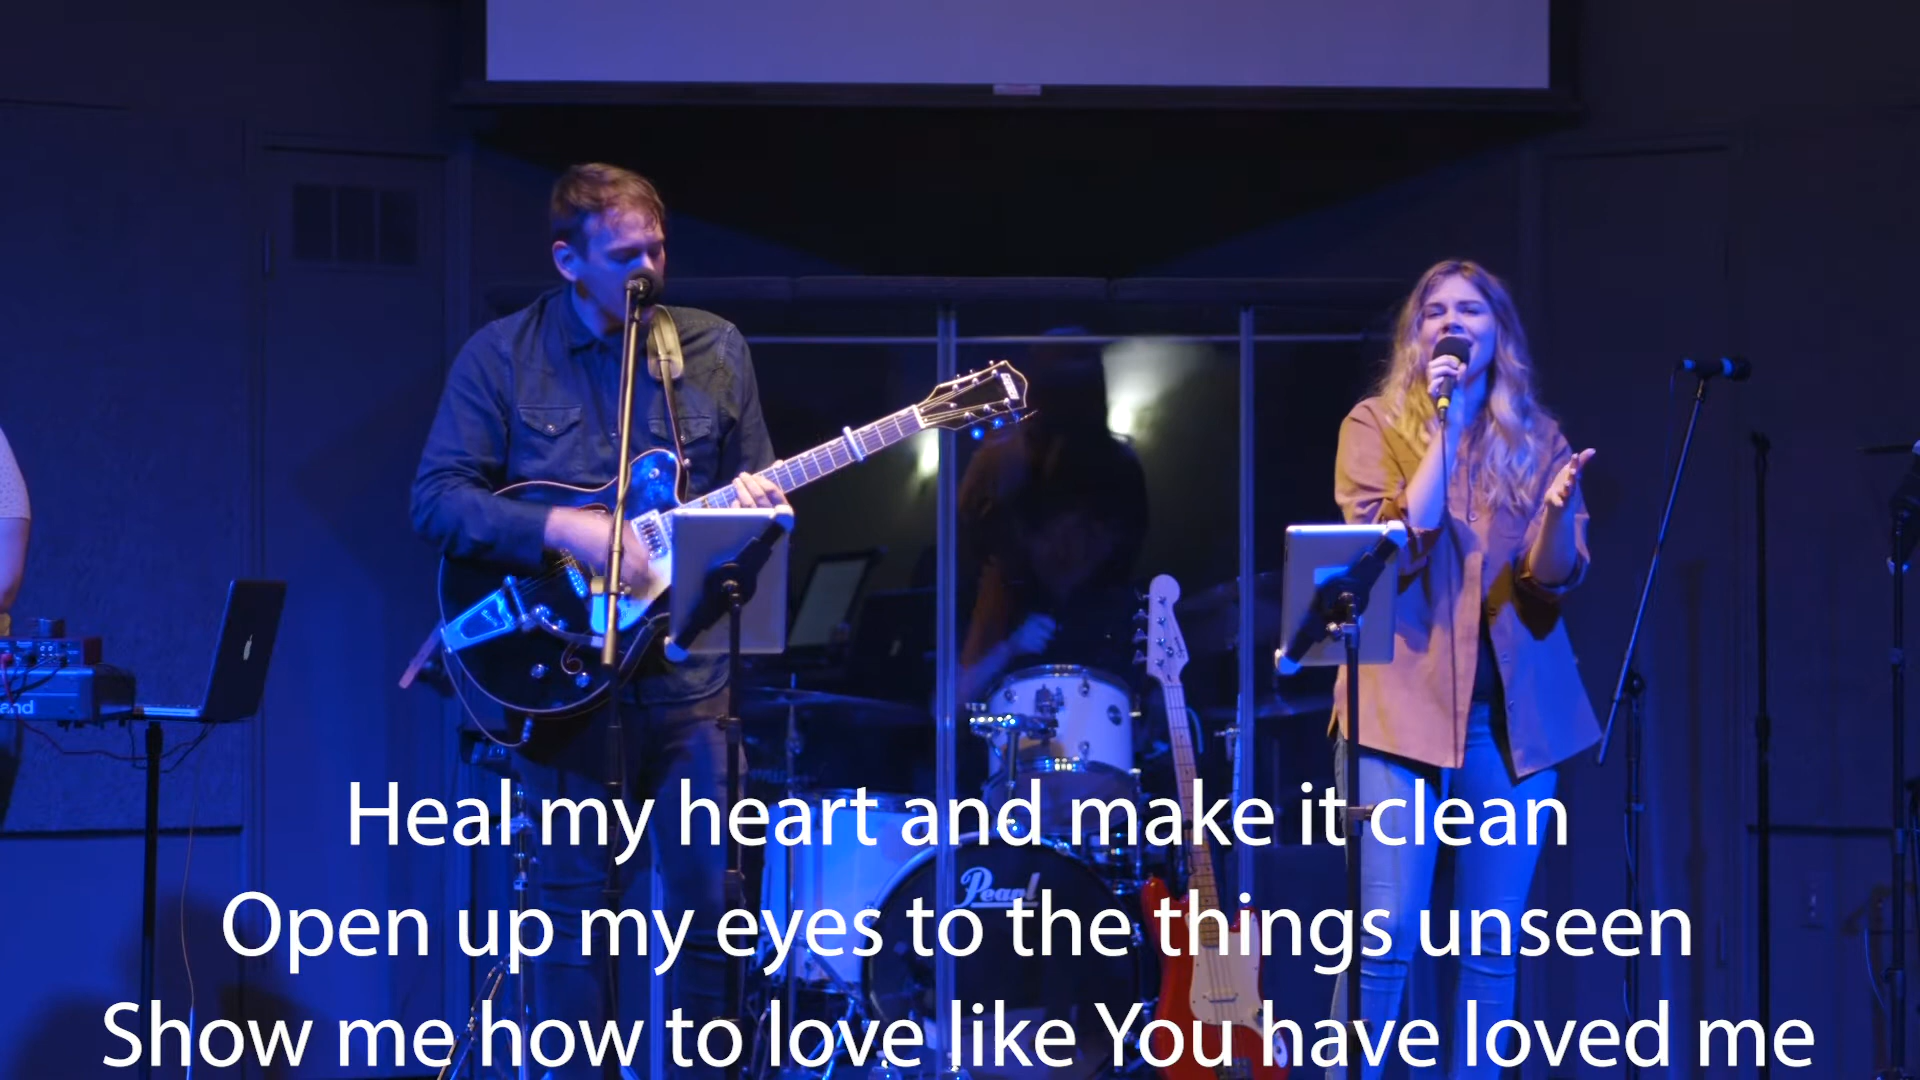 Heal my heart and make it clean
Open up my eyes to the things unseen
Show me how to love like You have loved me
Pearl